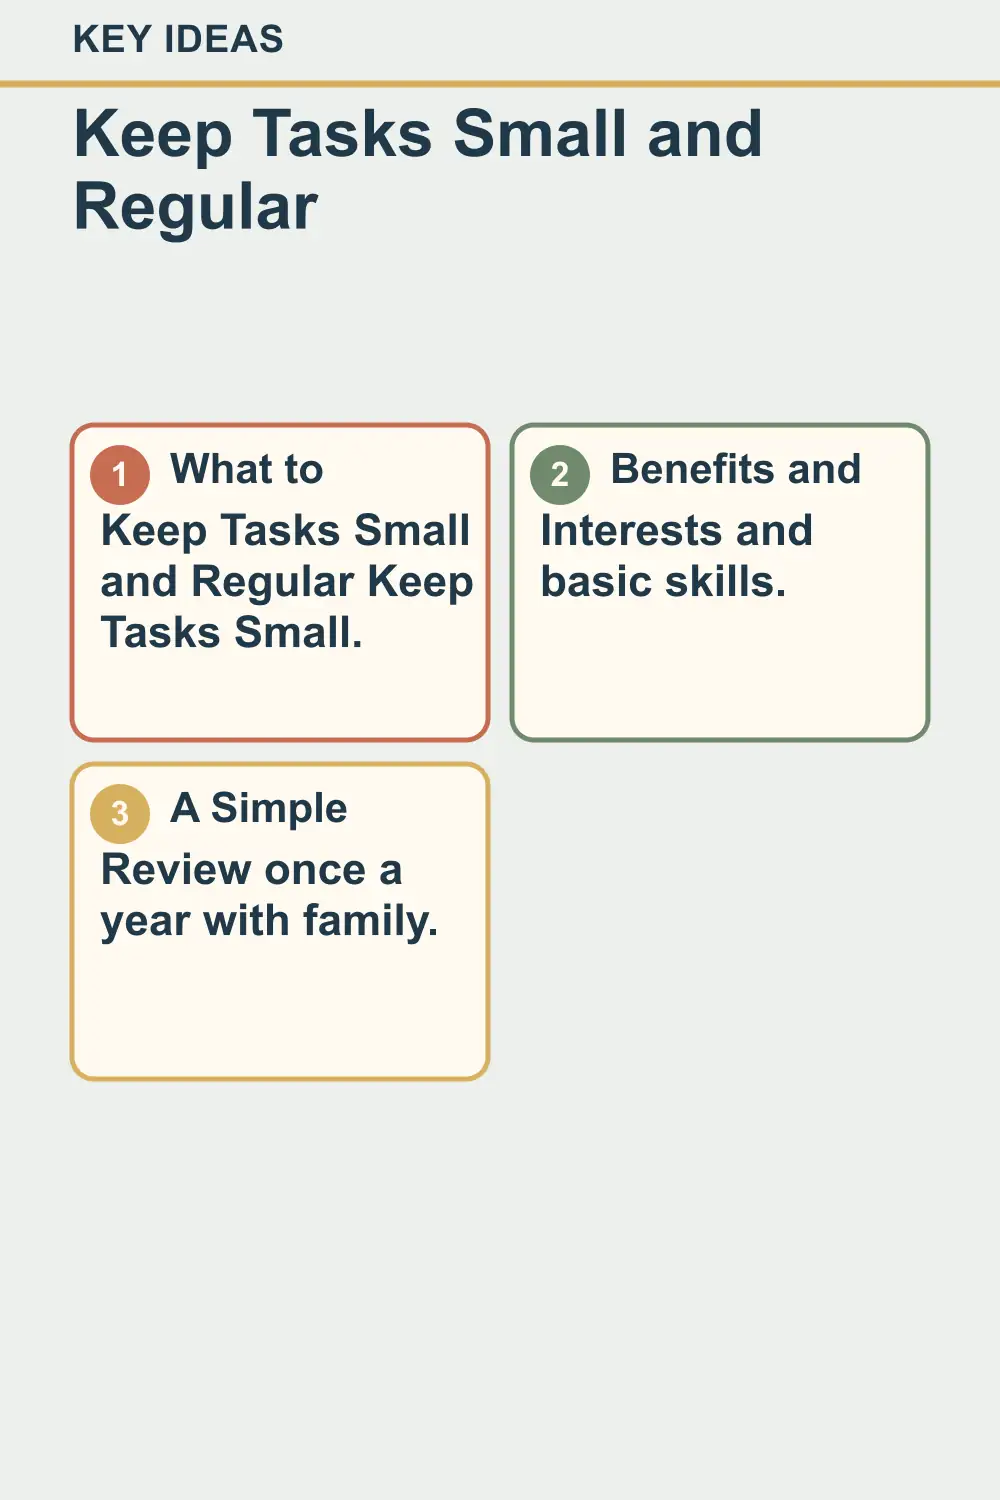 KEY IDEAS
Keep Tasks Small and
Regular
1 What to
Keep Tasks Small
and Regular Keep
Tasks Small.
2 Benefits and
Interests and
basic skills.
3 A Simple
Review once a
year with family.